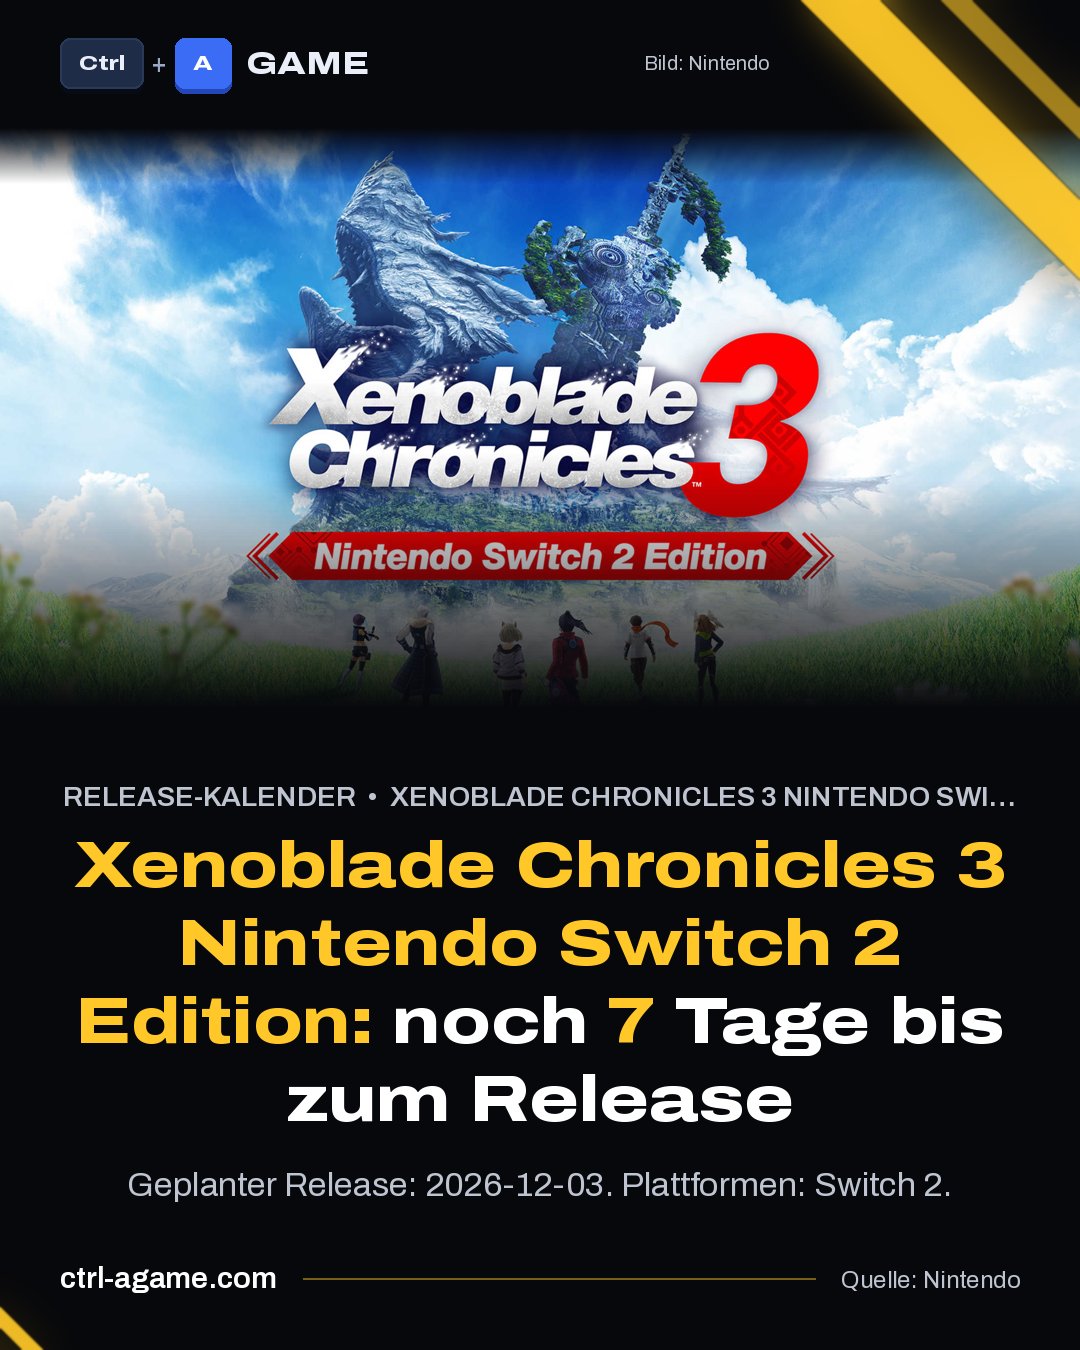 Ctrl + A GAME
Bild: Nintendo
Xenoblade
Chronicles 3
™
Nintendo Switch 2 Edition
RELEASE-KALENDER • XENOBLADE CHRONICLES 3 NINTENDO SWI...
Xenoblade Chronicles 3
Nintendo Switch 2
Edition: noch 7 Tage bis
zum Release
Geplanter Release: 2026-12-03. Plattformen: Switch 2.
ctrl-agame.com
Quelle: Nintendo